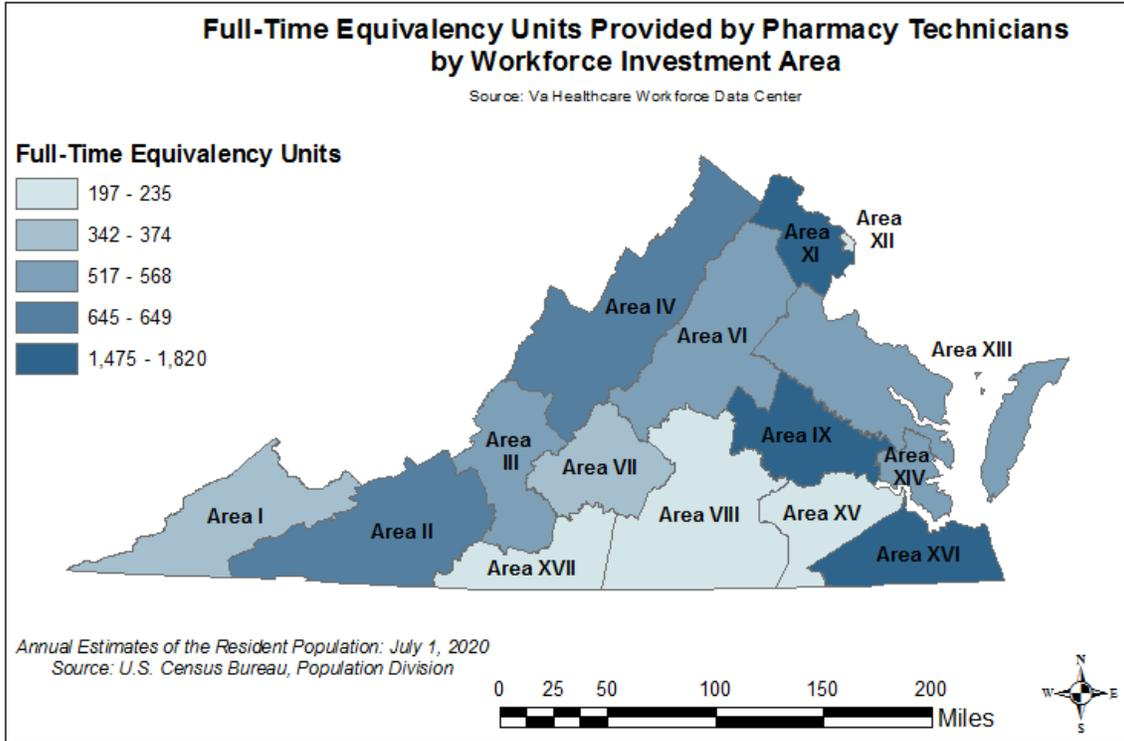 Full-Time Equivalency Units Provided by Pharmacy Technicians
by Workforce Investment Area
Source: Va Healthcare Workforce Data Center
Full-Time Equivalency Units
197 - 235
342 - 374
517 - 568
645 - 649
1,475 - 1,820
Area
XII
Area
XI
Area IV
Area VI
Area XIII
Area
III
Area IX
Area VII
Area
XIV
Area I
Area II
Area VIII
Area XV
Area XVII
Area XVI
Annual Estimates of the Resident Population: July 1, 2020
Source: U.S. Census Bureau, Population Division
0 25 50 100 150 200
Miles
N
W E
S